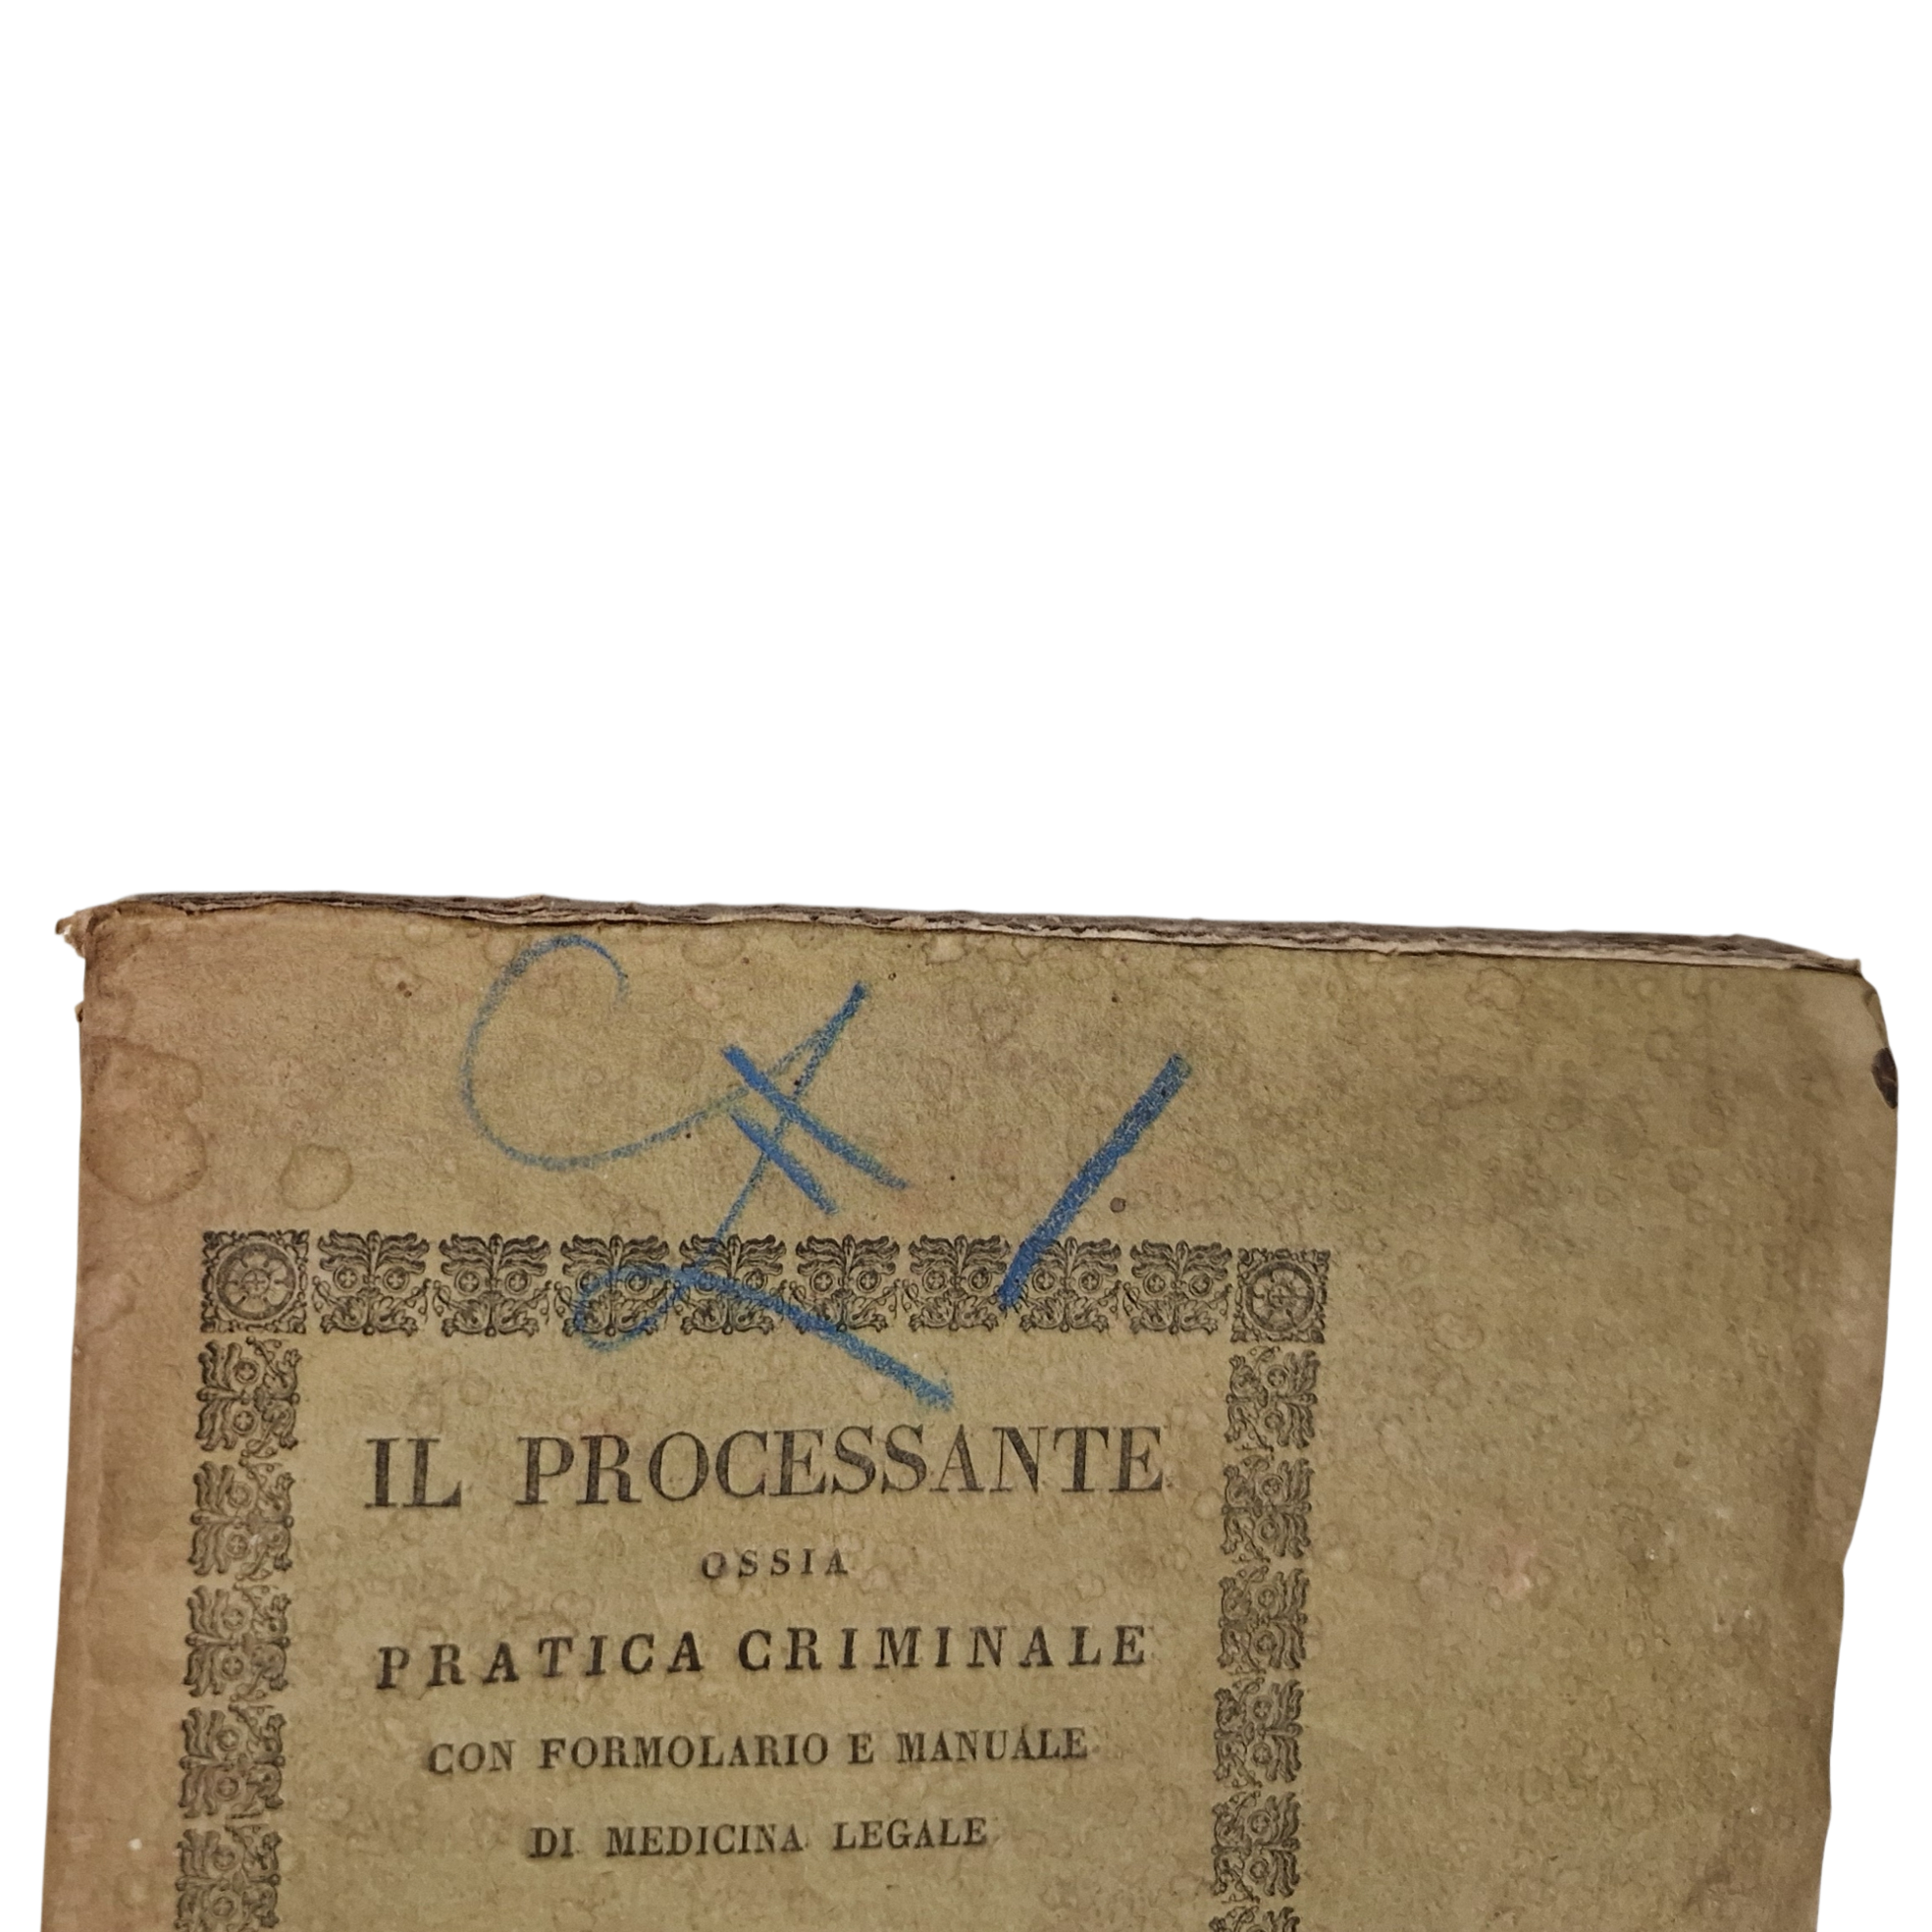 IL PROCESSANTE
OSSIA
PRATICA CRIMINALE
CON FORMOLARIO E MANUALE
DI MEDICINA LEGALE